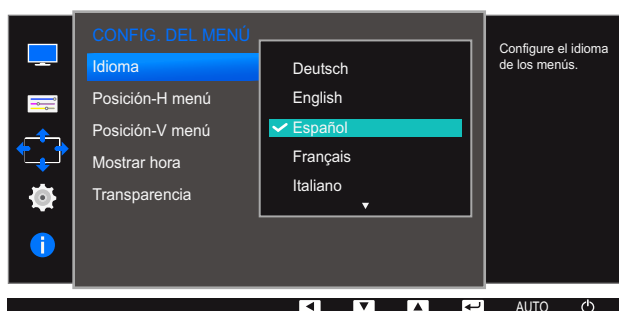 CONFIG. DEL MENÚ
Idioma
Posición-H menú
Posición-V menú
Mostrar hora
Transparencia
Deutsch
English
Español
Français
Italiano
Configure el idioma
de los menús.
AUTO